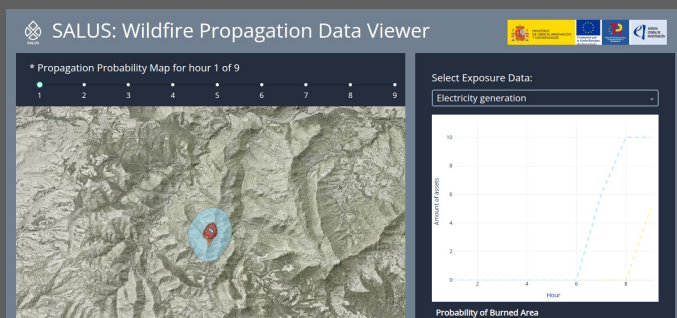 SALUS: Wildfire Propagation Data Viewer
SALUS
* Propagation Probability Map for hour 1 of 9
1 2 3 4 5 6 7 8 9
Select Exposure Data:
Electricity generation
10
8
6
4
2
0
Amount of assets
2 4 6 8
Hour
Probability of Burned Area